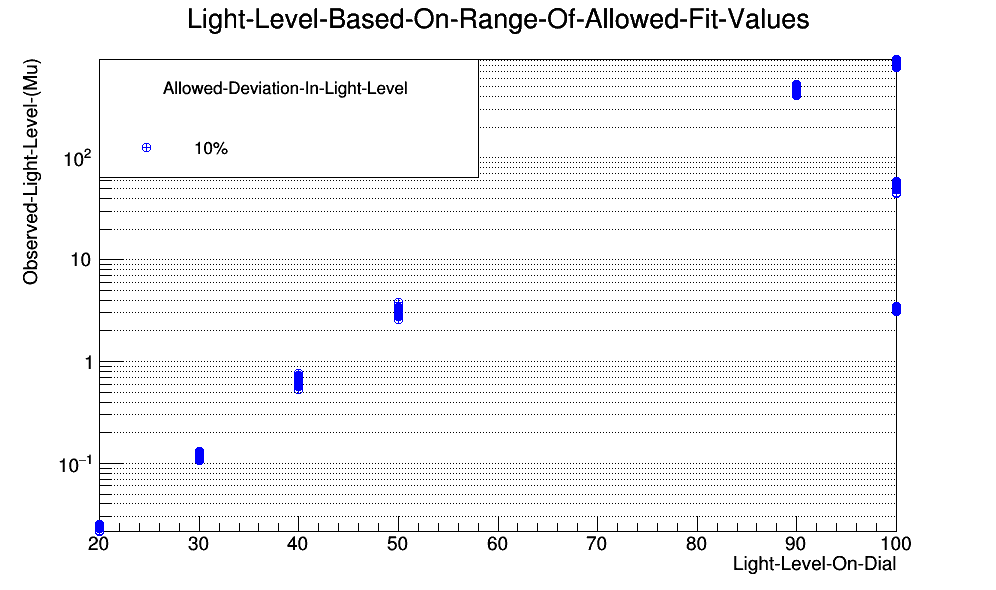 Light-Level-Based-On-Range-Of-Allowed-Fit-Values
Observed-Light-Level-(Mu)
Allowed-Deviation-In-Light-Level
10%
10²
10
1
10⁻¹
20 30 40 50 60 70 80 90 100
Light-Level-On-Dial